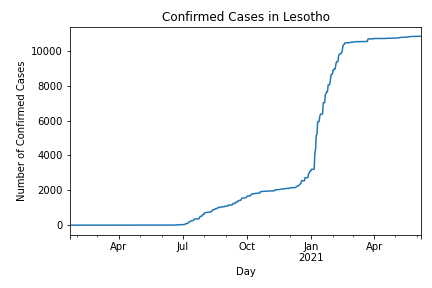 Confirmed Cases in Lesotho
Number of Confirmed Cases
10000
8000
6000
4000
2000
0
Apr Jul Oct Jan Apr
2021
Day